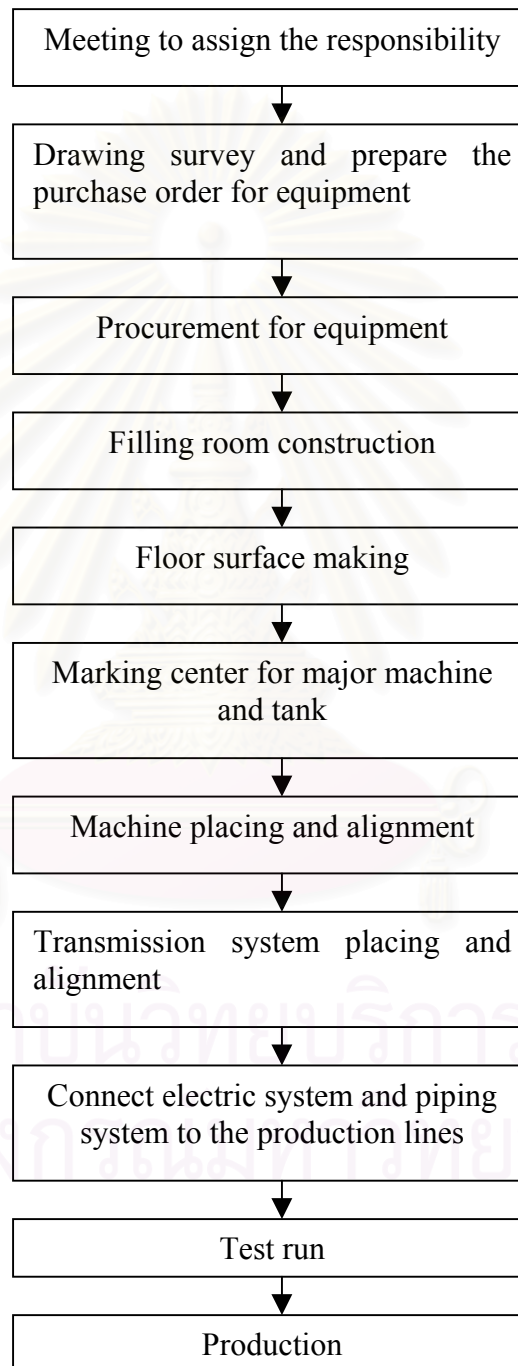 Meeting to assign the responsibility
Drawing survey and prepare the
purchase order for equipment
Procurement for equipment
Filling room construction
Floor surface making
Marking center for major machine
and tank
Machine placing and alignment
Transmission system placing and
alignment
Connect electric system and piping
system to the production lines
Test run
Production